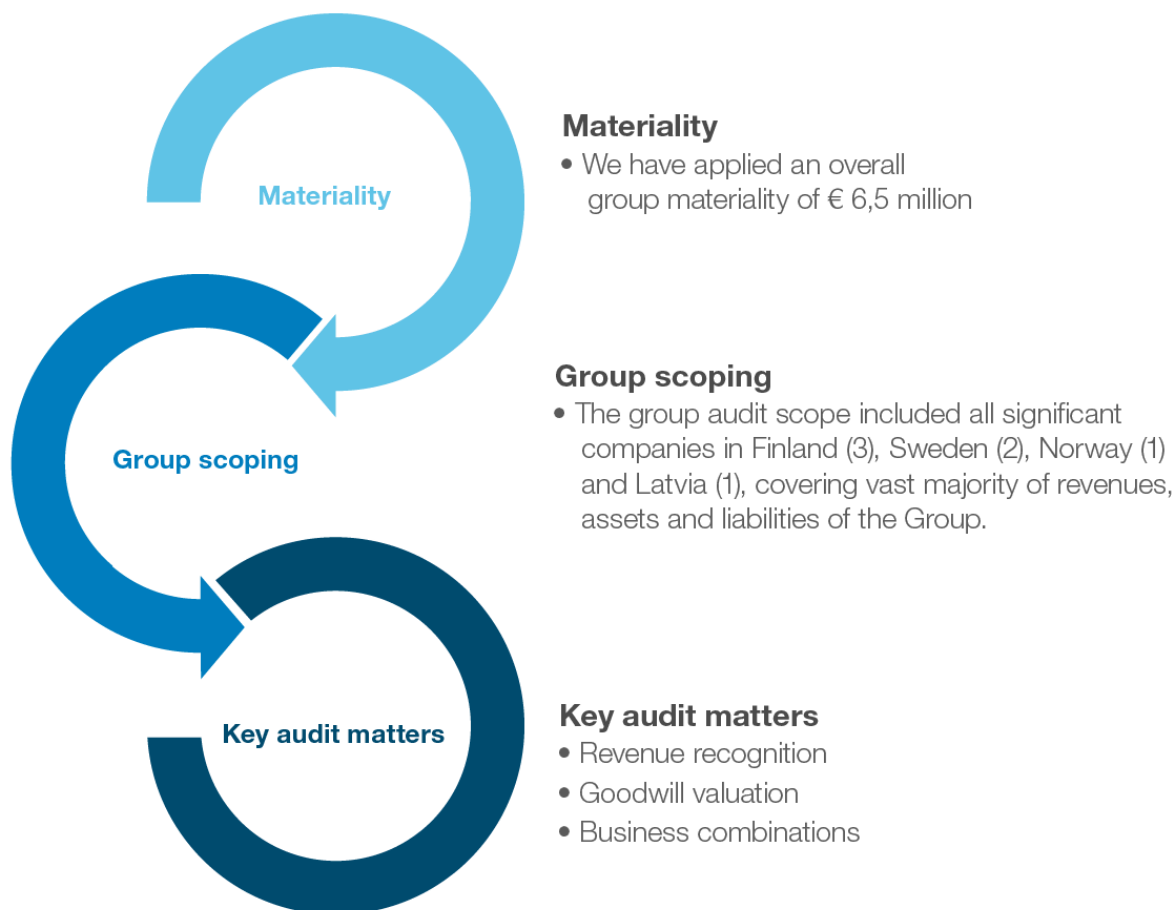 Materiality
Materiality
• We have applied an overall
group materiality of € 6,5 million
Group scoping
Group scoping
• The group audit scope included all significant
companies in Finland (3), Sweden (2), Norway (1)
and Latvia (1), covering vast majority of revenues,
assets and liabilities of the Group.
Key audit matters
Key audit matters
• Revenue recognition
• Goodwill valuation
• Business combinations